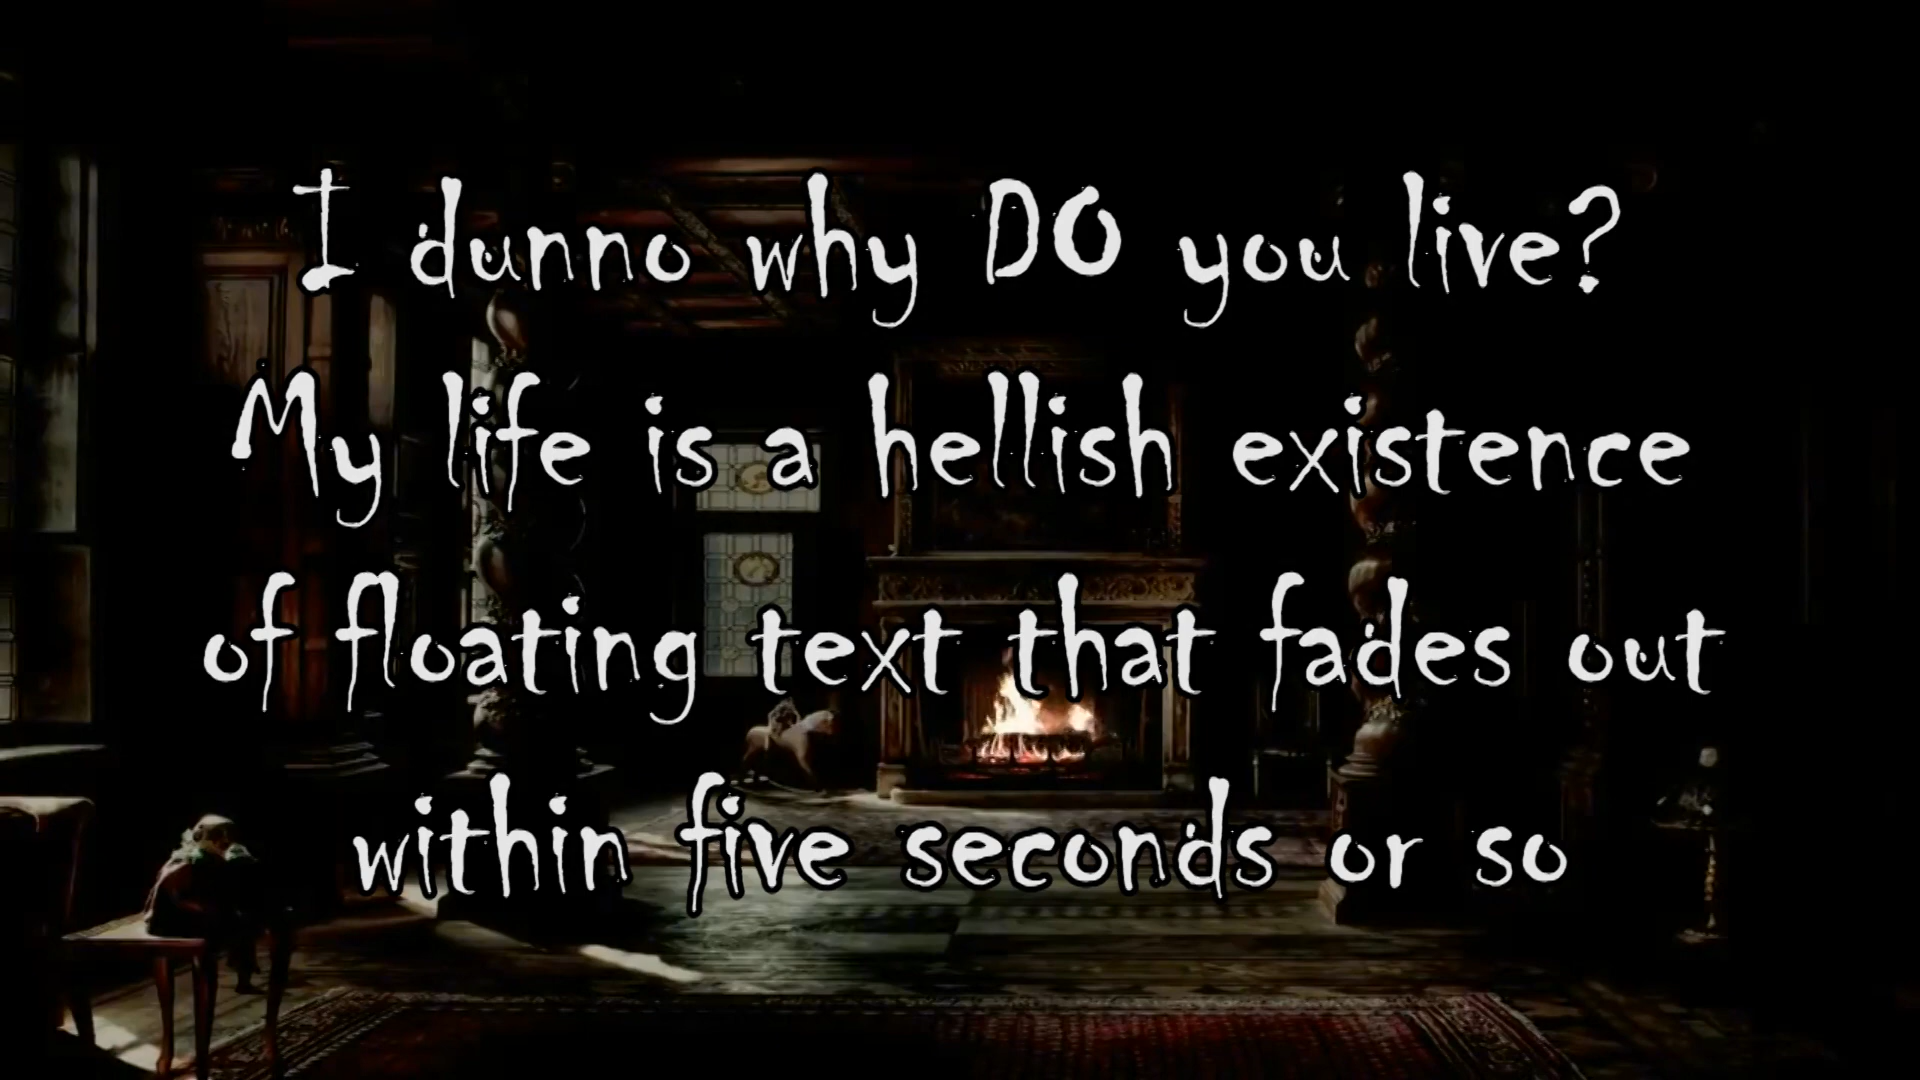 I dunno why DO you live?
My life is a hellish existence
of floating text that fades out
within five seconds or so